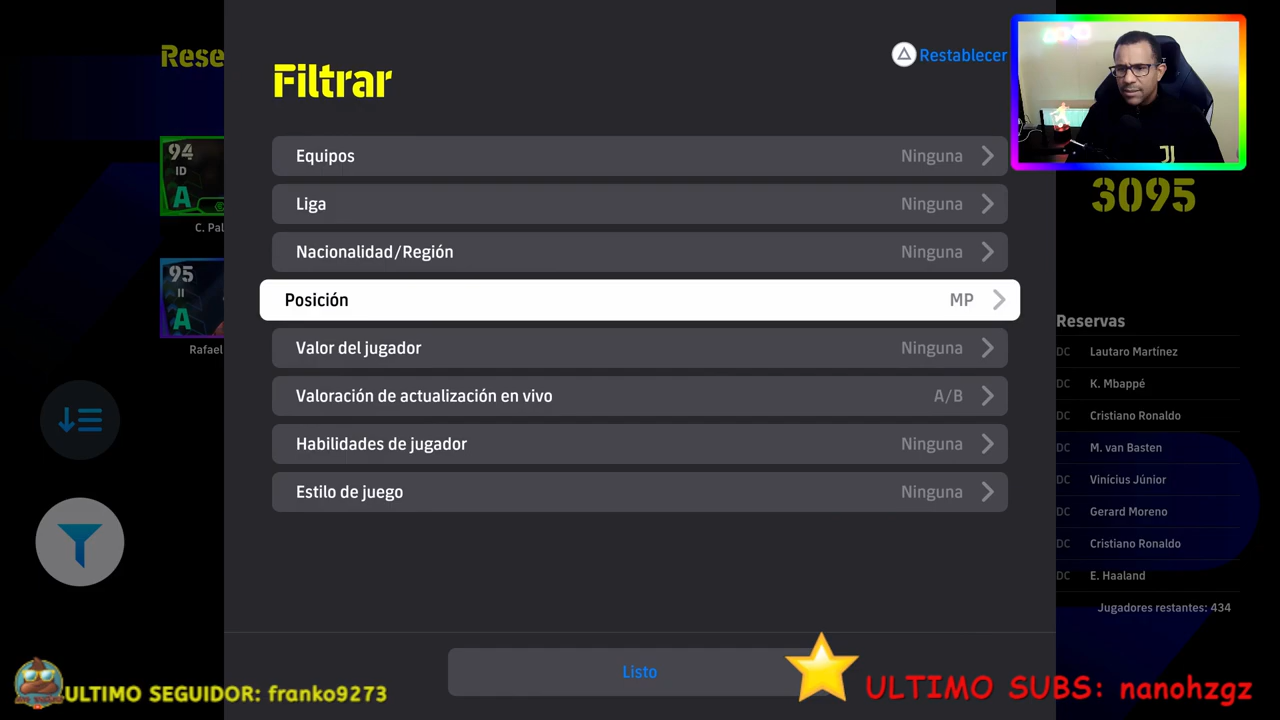 Rese
Filtrar
Restablecer
Equipos Ninguna
Liga Ninguna
Nacionalidad/Región Ninguna
Posición MP
Valor del jugador Ninguna
Valoración de actualización en vivo A/B
Habilidades de jugador Ninguna
Estilo de juego Ninguna
Listo
94
ID
A
C. Pal
95
II
A
Rafael
3095
Reservas
DC Lautaro Martínez
DC K. Mbappé
DC Cristiano Ronaldo
DC M. van Basten
DC Vinícius Júnior
DC Gerard Moreno
DC Cristiano Ronaldo
DC E. Haaland
Jugadores restantes: 434
ULTIMO SEGUIDOR: franko9273
ULTIMO SUBS: nanohzgz